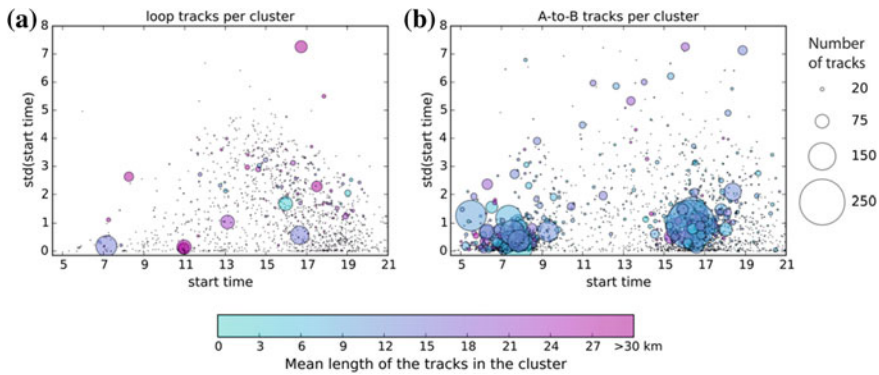 (a)
loop tracks per cluster
8
7
6
5
4
3
2
1
0
std(start time)
5 7 9 11 13 15 17 19 21
start time
(b)
A-to-B tracks per cluster
8
7
6
5
4
3
2
1
0
std(start time)
5 7 9 11 13 15 17 19 21
start time
Number
of tracks
20
75
150
250
0 3 6 9 12 15 18 21 24 27 >30 km
Mean length of the tracks in the cluster